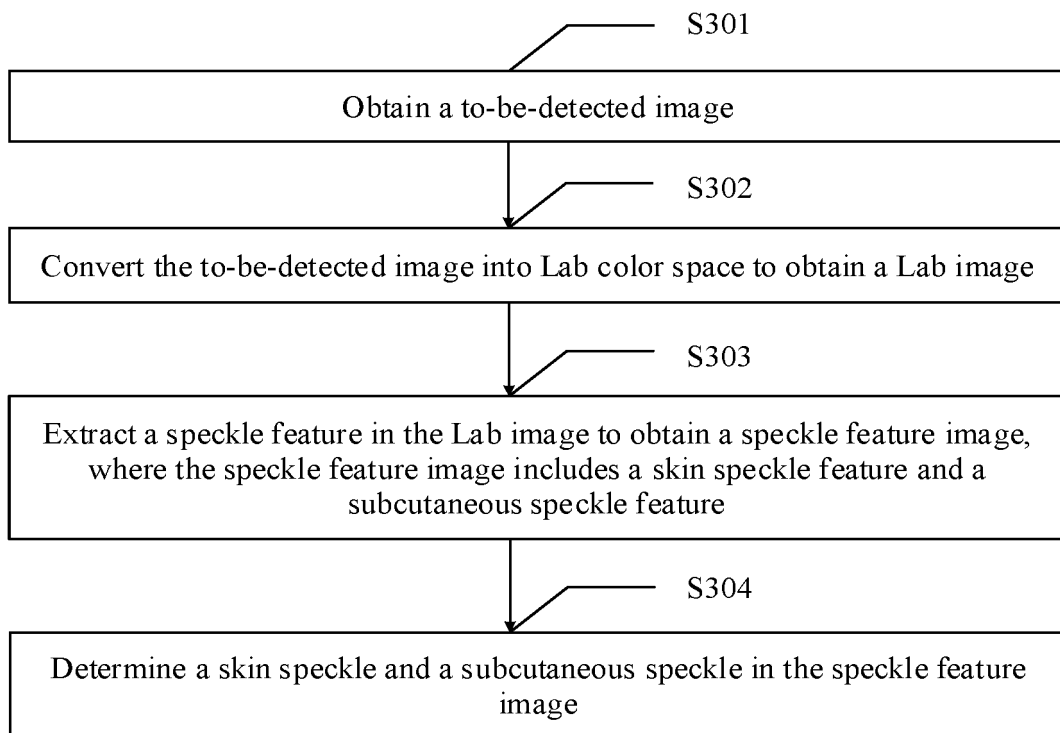 S301
Obtain a to-be-detected image
S302
Convert the to-be-detected image into Lab color space to obtain a Lab image
S303
Extract a speckle feature in the Lab image to obtain a speckle feature image,
where the speckle feature image includes a skin speckle feature and a
subcutaneous speckle feature
S304
Determine a skin speckle and a subcutaneous speckle in the speckle feature
image